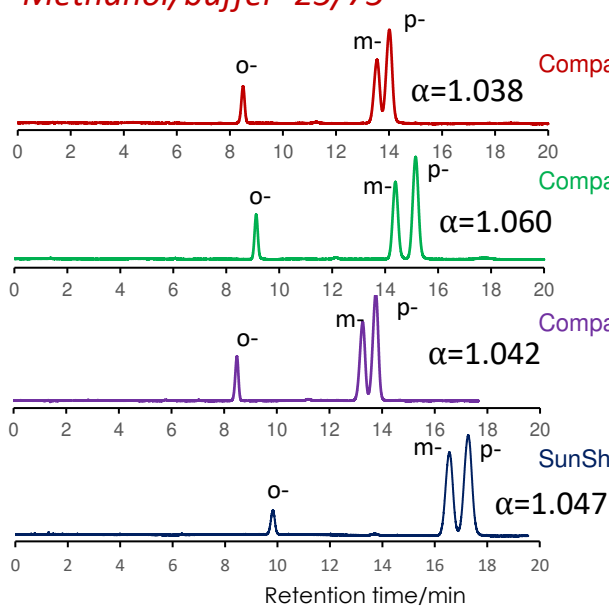 Methanol/buffer 25/75
o- m- p- α=1.038 Compa
0 2 4 6 8 10 12 14 16 18 20
o- m- p- α=1.060 Compa
0 2 4 6 8 10 12 14 16 18 20
o- m- p- α=1.042 Compa
0 2 4 6 8 10 12 14 16 18 20
o- m- p- α=1.047 SunSh
0 2 4 6 8 10 12 14 16 18 20
Retention time/min